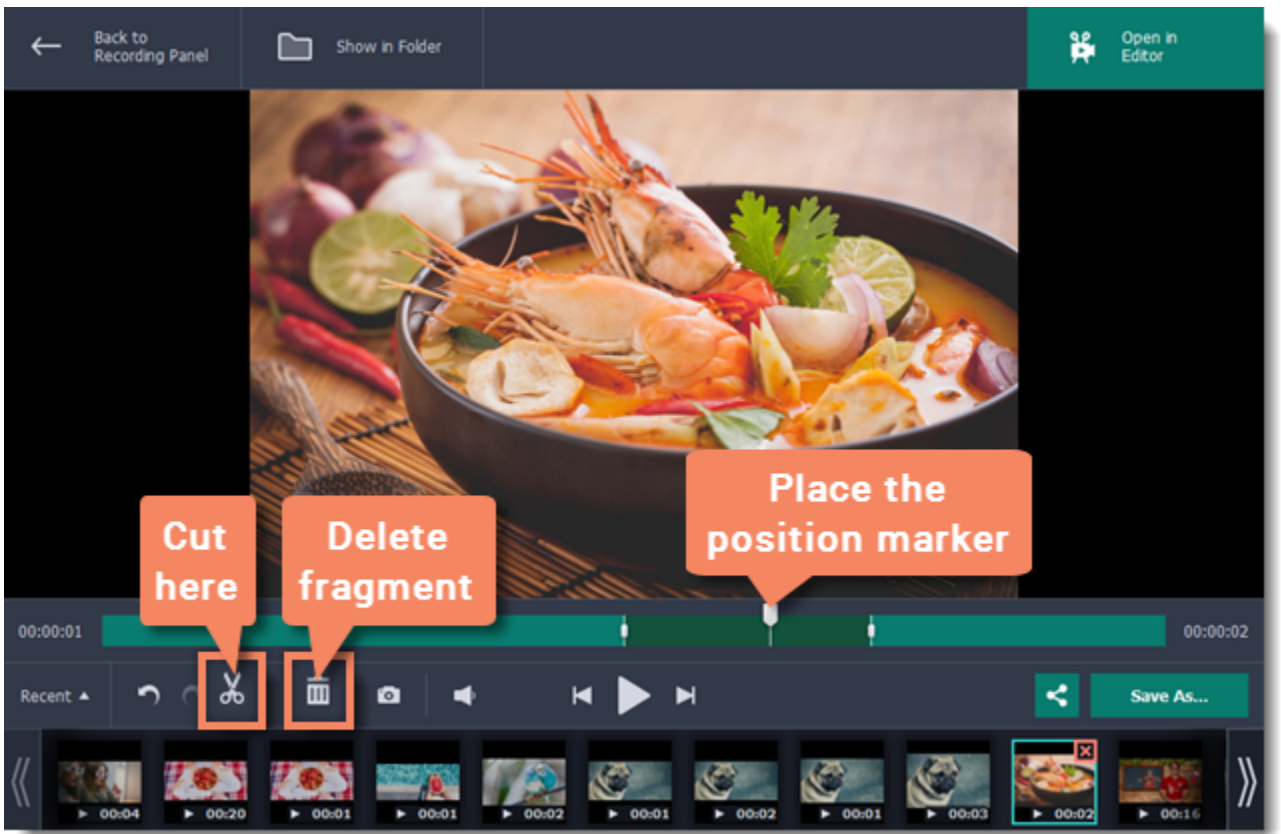 Back to
Recording Panel
Show in Folder
Open in
Editor
Place the
position marker
Cut
here
Delete
fragment
00:00:01
00:00:02
Recent
Save As...
00:04
00:20
00:01
00:01
00:02
00:01
00:02
00:01
00:03
00:02
00:16